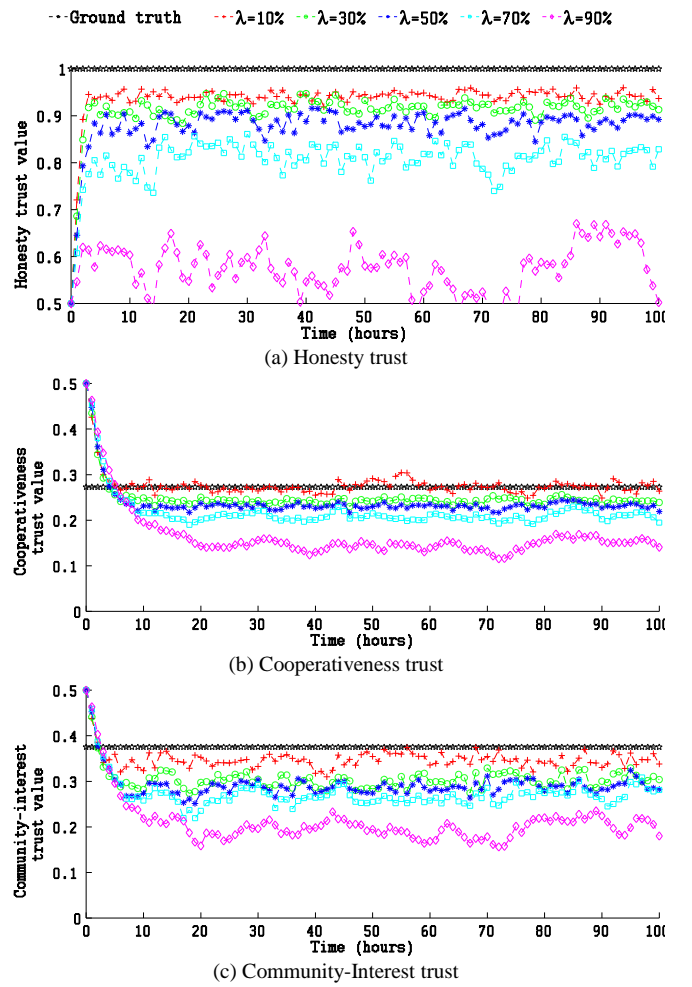 Ground truth λ=10% λ=30% λ=50% λ=70% λ=90%
Honesty trust value
1
0.9
0.8
0.7
0.6
0.5
0 10 20 30 40 50 60 70 80 90 100
Time (hours)
(a) Honesty trust
Cooperativeness
trust value
0.5
0.4
0.3
0.2
0.1
0
0 10 20 30 40 50 60 70 80 90 100
Time (hours)
(b) Cooperativeness trust
Community-interest
trust value
0.5
0.4
0.3
0.2
0.1
0
0 10 20 30 40 50 60 70 80 90 100
Time (hours)
(c) Community-Interest trust